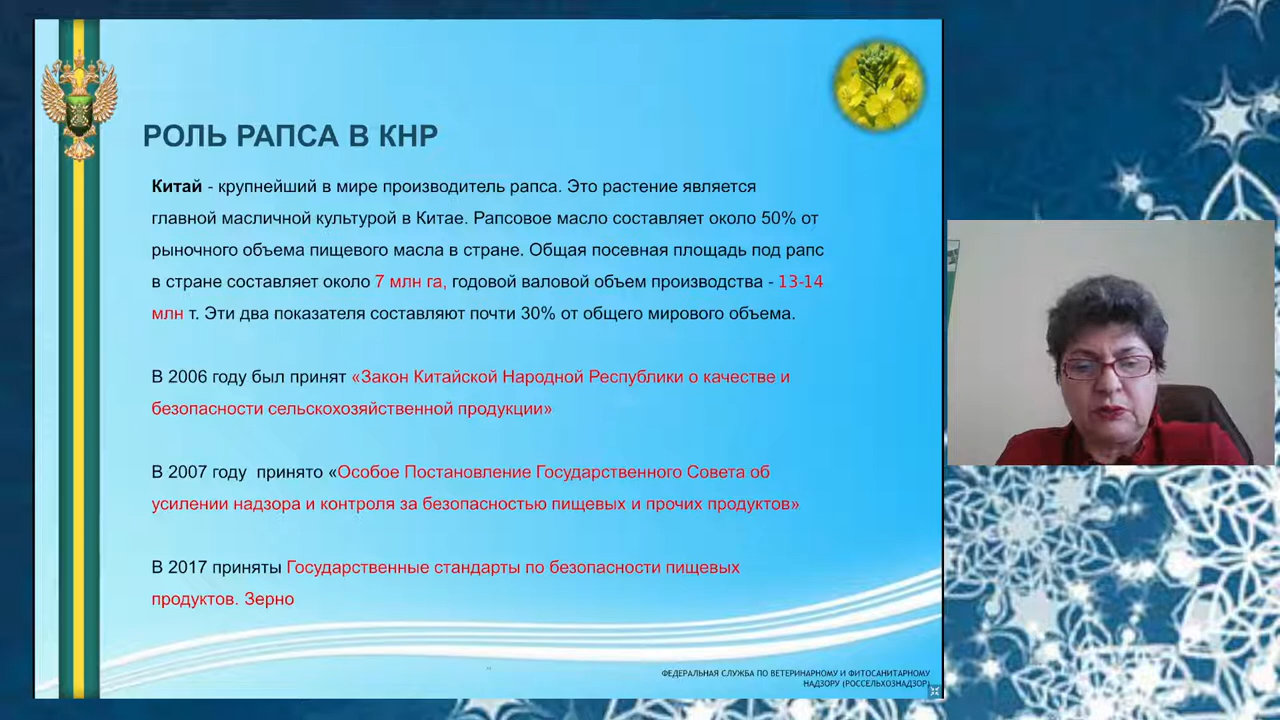 РОЛЬ РАПСА В КНР
Китай - крупнейший в мире производитель рапса. Это растение является
главной масличной культурой в Китае. Рапсовое масло составляет около 50% от
рыночного объема пищевого масла в стране. Общая посевная площадь под рапс
в стране составляет около 7 млн га, годовой валовой объем производства - 13-14
млн т. Эти два показателя составляют почти 30% от общего мирового объема.
В 2006 году был принят «Закон Китайской Народной Республики о качестве и
безопасности сельскохозяйственной продукции»
В 2007 году принято «Особое Постановление Государственного Совета об
усилении надзора и контроля за безопасностью пищевых и прочих продуктов»
В 2017 приняты Государственные стандарты по безопасности пищевых
продуктов. Зерно
ФЕДЕРАЛЬНАЯ СЛУЖБА ПО ВЕТЕРИНАРНОМУ И ФИТОСАНИТАРНОМУ
НАДЗОРУ (РОССЕЛЬХОЗНАДЗОР)